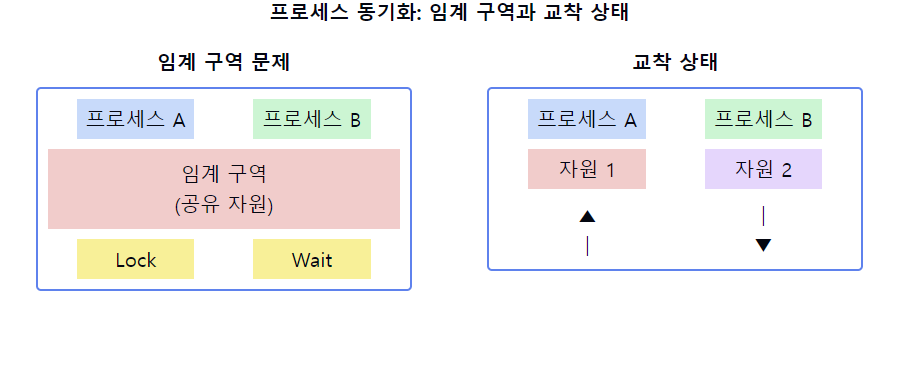 프로세스 동기화: 임계 구역과 교착 상태
임계 구역 문제
프로세스 A 프로세스 B
임계 구역
(공유 자원)
Lock Wait
교착 상태
프로세스 A 프로세스 B
자원 1 자원 2
▲ |
| ▼